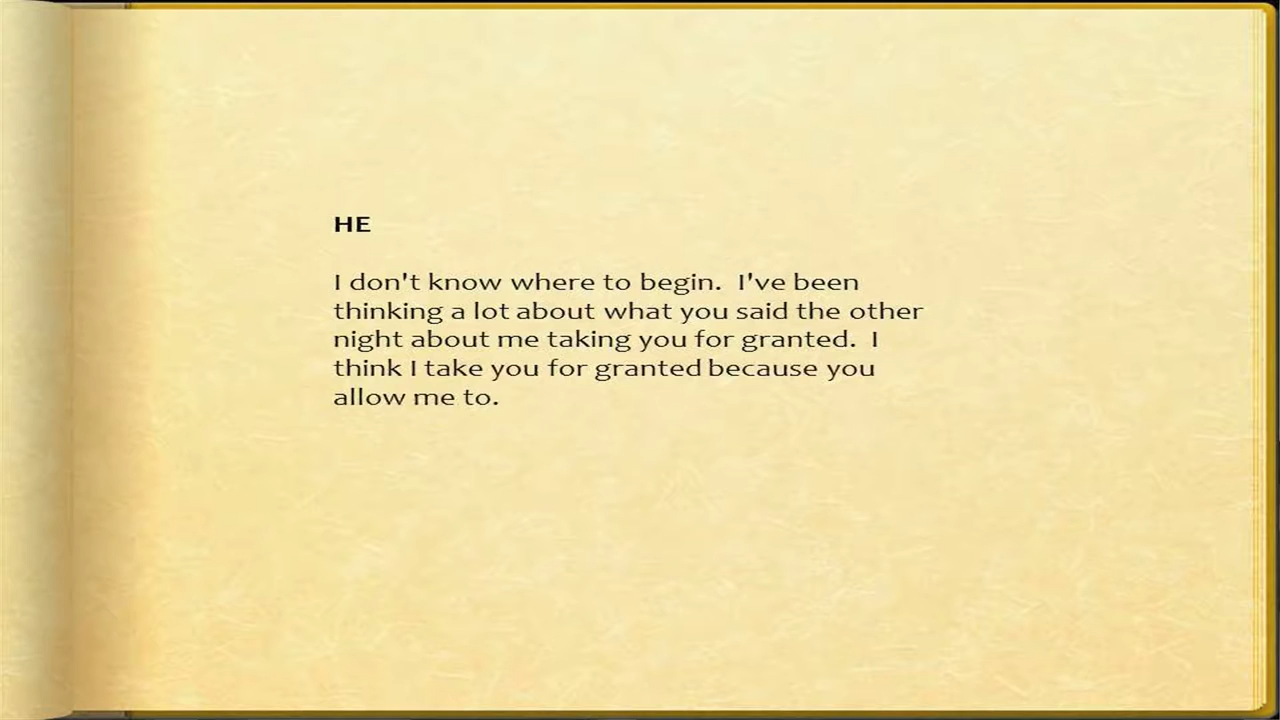 HE
I don't know where to begin.  I've been
thinking a lot about what you said the other
night about me taking you for granted.  I
think I take you for granted because you
allow me to.